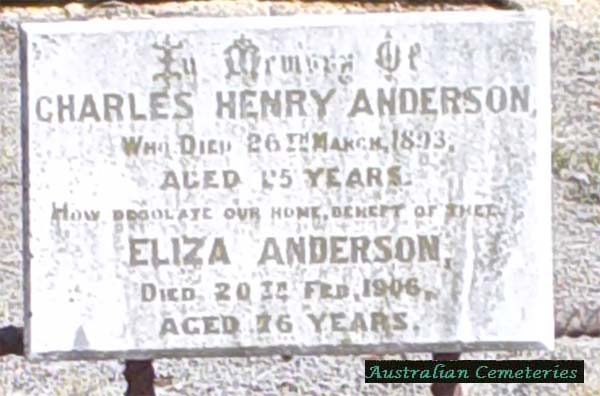 In Memory Of
CHARLES HENRY ANDERSON,
WHO DIED 26TH MARCH, 1893,
AGED YEARS.
HOW DESOLATE OUR HOME, BEREFT OF THEE.
ELIZA ANDERSON,
DIED 20TH FEB, 1906,
AGED 76 YEARS.
Australian Cemeteries